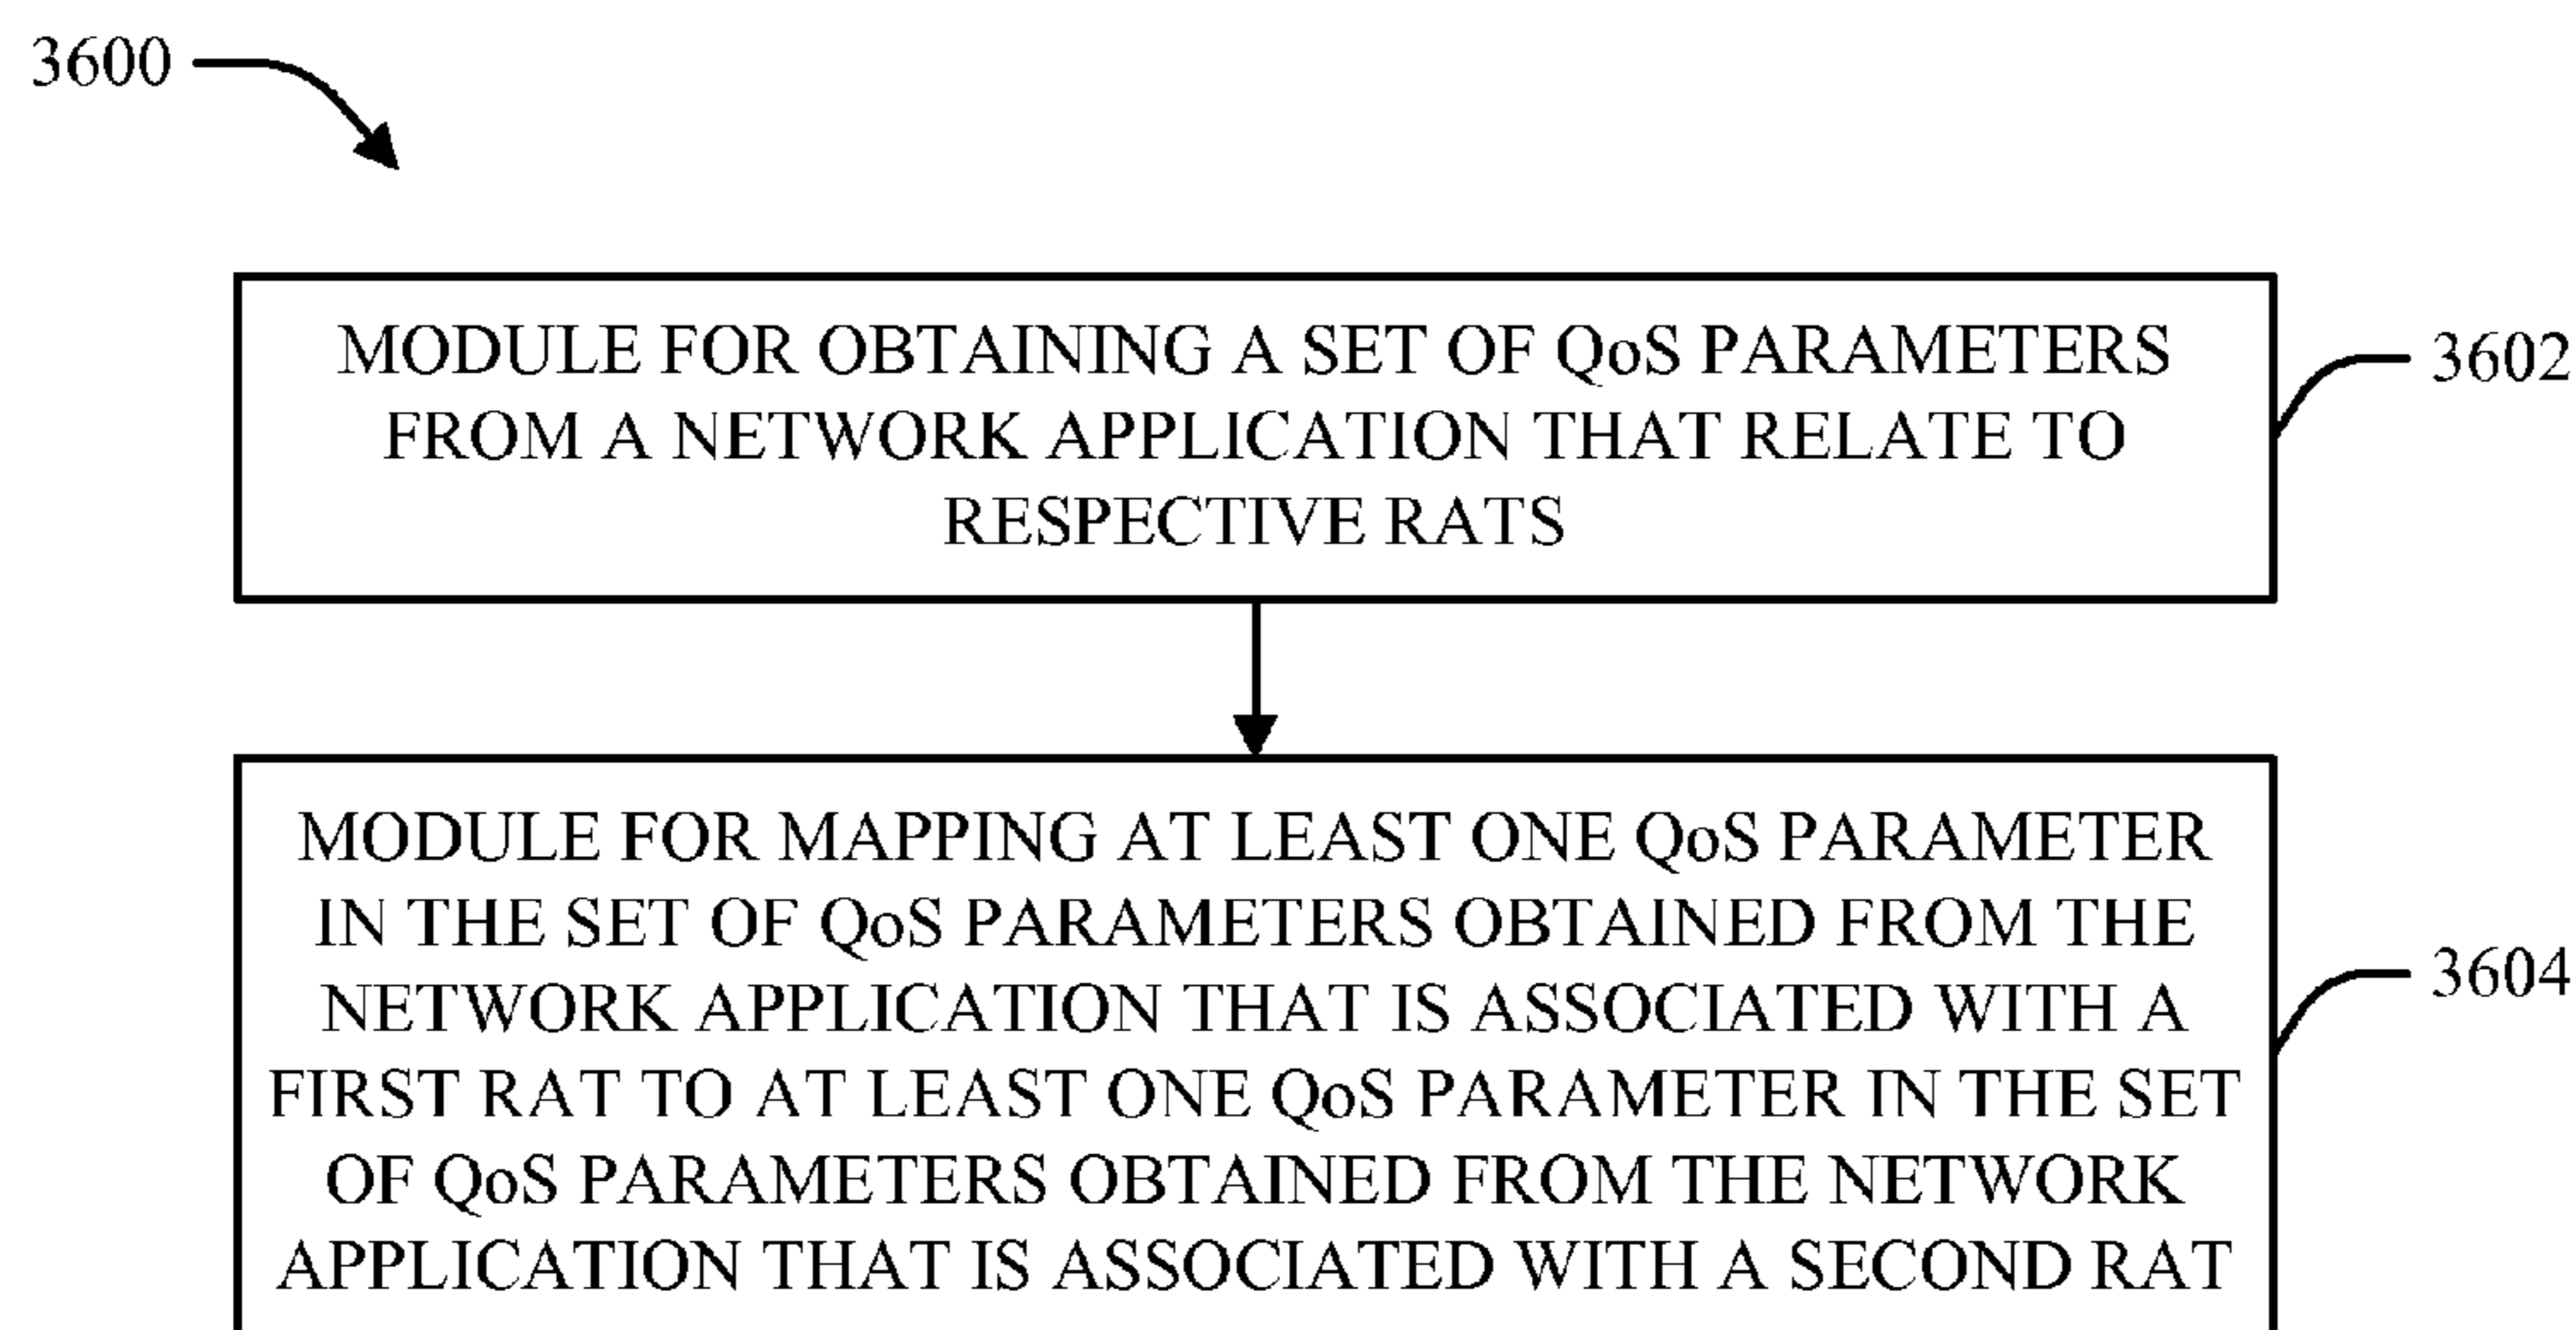 3600
MODULE FOR OBTAINING A SET OF QoS PARAMETERS
FROM A NETWORK APPLICATION THAT RELATE TO
RESPECTIVE RATS
3602
MODULE FOR MAPPING AT LEAST ONE QoS PARAMETER
IN THE SET OF QoS PARAMETERS OBTAINED FROM THE
NETWORK APPLICATION THAT IS ASSOCIATED WITH A
FIRST RAT TO AT LEAST ONE QoS PARAMETER IN THE SET
OF QoS PARAMETERS OBTAINED FROM THE NETWORK
APPLICATION THAT IS ASSOCIATED WITH A SECOND RAT
3604